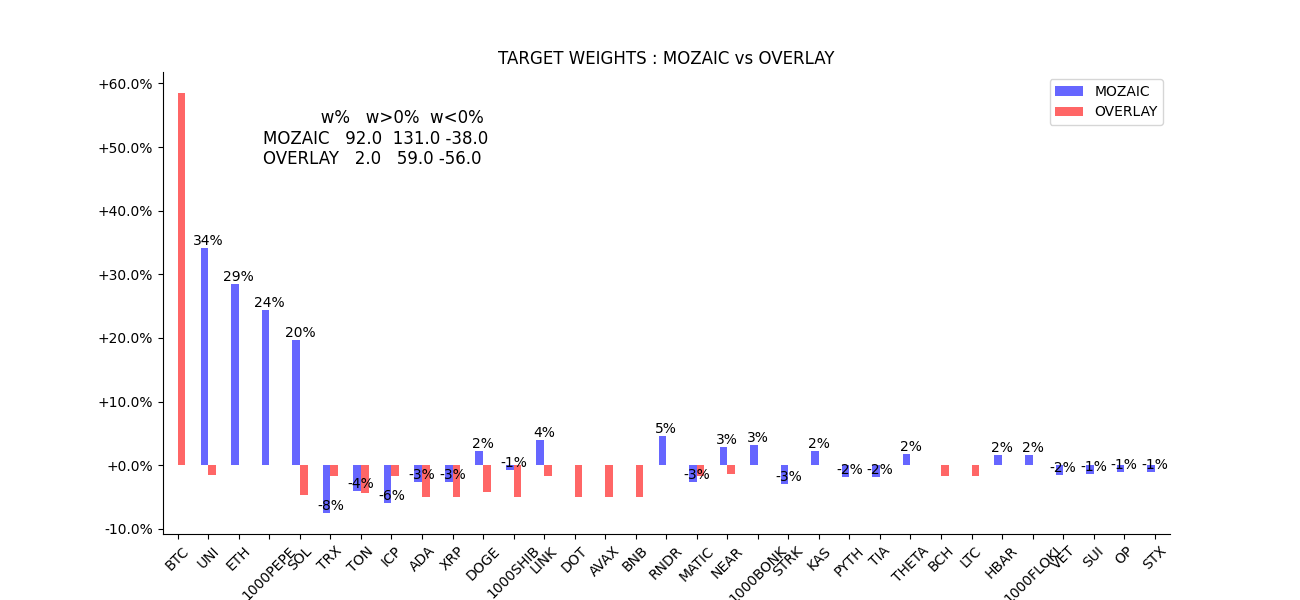 TARGET WEIGHTS : MOZAIC vs OVERLAY
+60.0%
+50.0%
+40.0%
+30.0%
+20.0%
+10.0%
+0.0%
-10.0%
w% w>0% w<0%
MOZAIC 92.0 131.0 -38.0
OVERLAY 2.0 59.0 -56.0
MOZAIC
OVERLAY
34%
29%
24%
20%
-8%
-4%
-6%
-3%
-3%
2%
-1%
4%
5%
-3%
3%
3%
-3%
2%
-2%
-2%
2%
2%
2%
-2%
-1%
-1%
-1%
BTC
UNI
ETH
1000PEPE
SOL
TRX
TON
ICP
ADA
XRP
DOGE
1000SHIB
LINK
DOT
AVAX
BNB
RNDR
MATIC
NEAR
1000BONK
STRK
KAS
PYTH
TIA
THETA
BCH
LTC
HBAR
1000FLOKI
VET
SUI
OP
STX